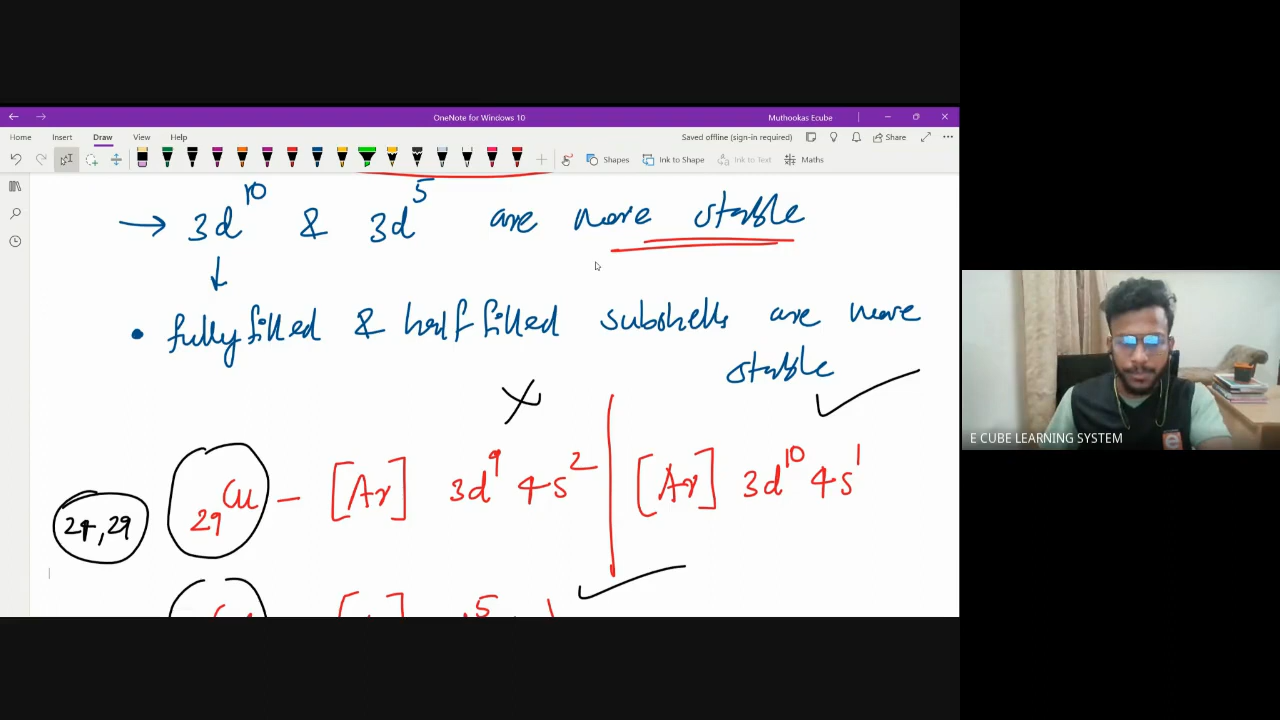 OneNote for Windows 10
Muthookas Ecube
Home Insert Draw View Help
Saved offline (sign-in required)
Share
Shapes
Ink to Shape
Ink to Text
Maths
→ 3d¹⁰ & 3d⁵ are more stable
↓
• fully filled & half filled subshells are more
stable
X ✓
24, 29
₂₉Cu – [Ar] 3d⁹ 4s² | [Ar] 3d¹⁰ 4s¹
✓
5
E CUBE LEARNING SYSTEM